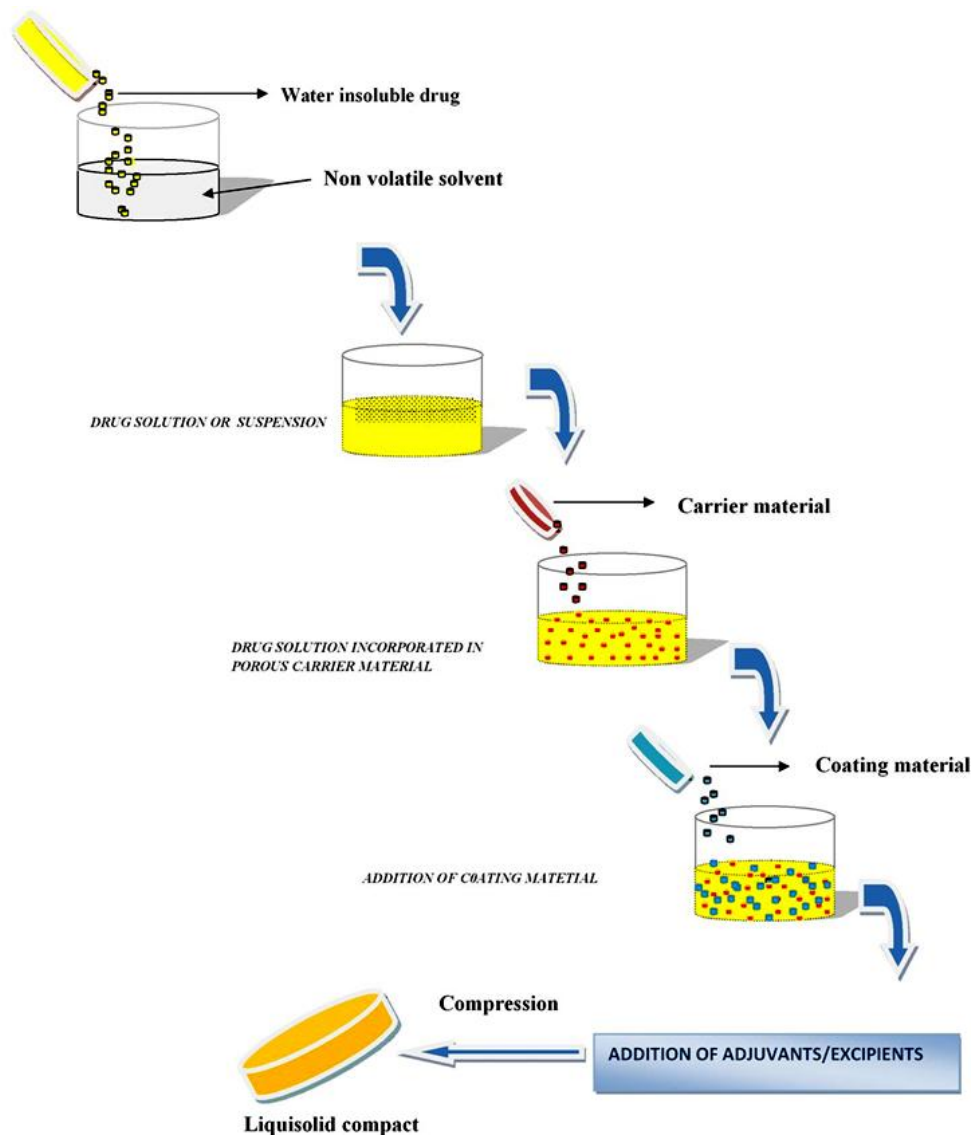 Water insoluble drug
Non volatile solvent
DRUG SOLUTION OR SUSPENSION
Carrier material
DRUG SOLUTION INCORPORATED IN
POROUS CARRIER MATERIAL
Coating material
ADDITION OF C0ATING MATETIAL
Compression
ADDITION OF ADJUVANTS/EXCIPIENTS
Liquisolid compact